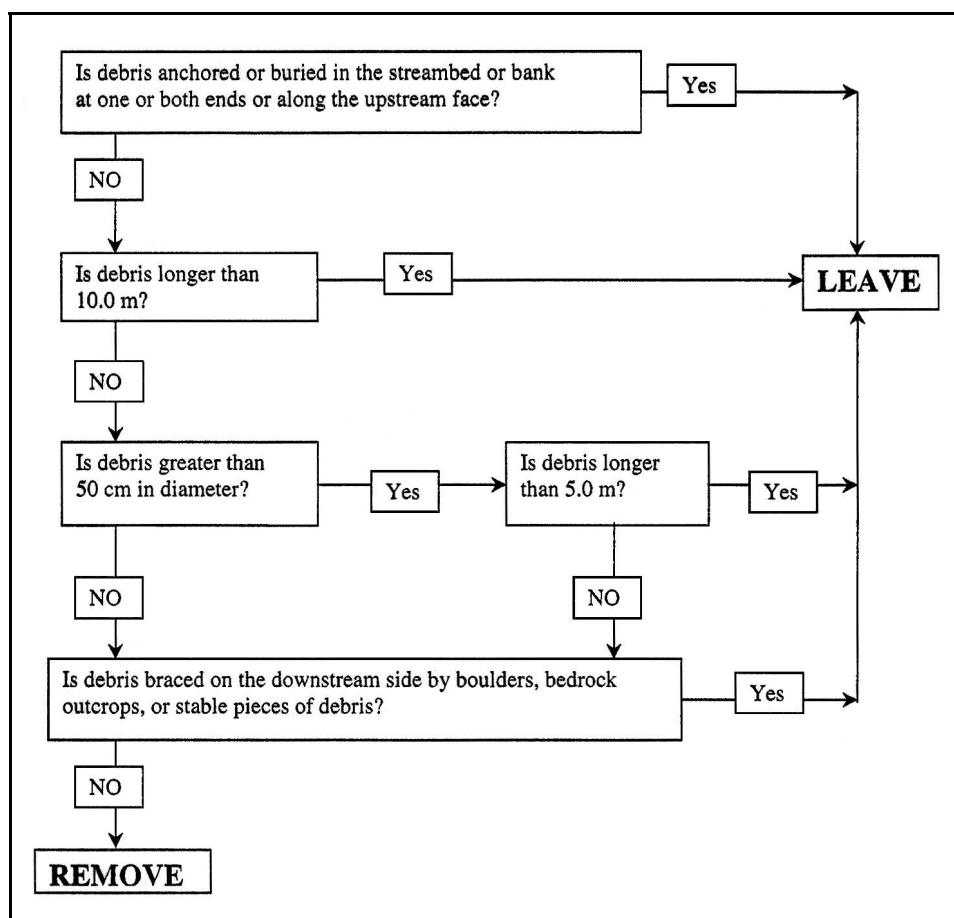 Is debris anchored or buried in the streambed or bank
at one or both ends or along the upstream face?
Yes
NO
Is debris longer than
10.0 m?
Yes
LEAVE
NO
Is debris greater than
50 cm in diameter?
Yes
Is debris longer
than 5.0 m?
Yes
NO
NO
Is debris braced on the downstream side by boulders, bedrock
outcrops, or stable pieces of debris?
Yes
NO
REMOVE